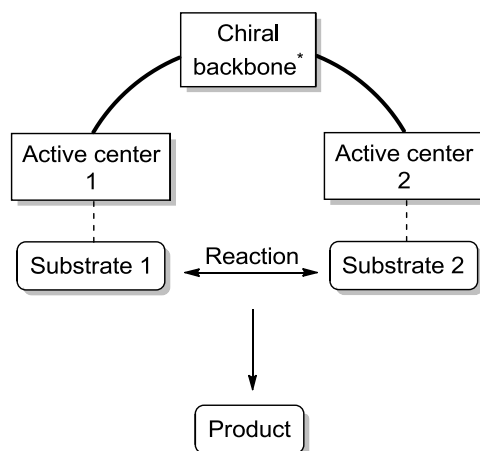 Chiral
backbone*
Active center
1
Active center
2
Substrate 1
Reaction
Substrate 2
Product